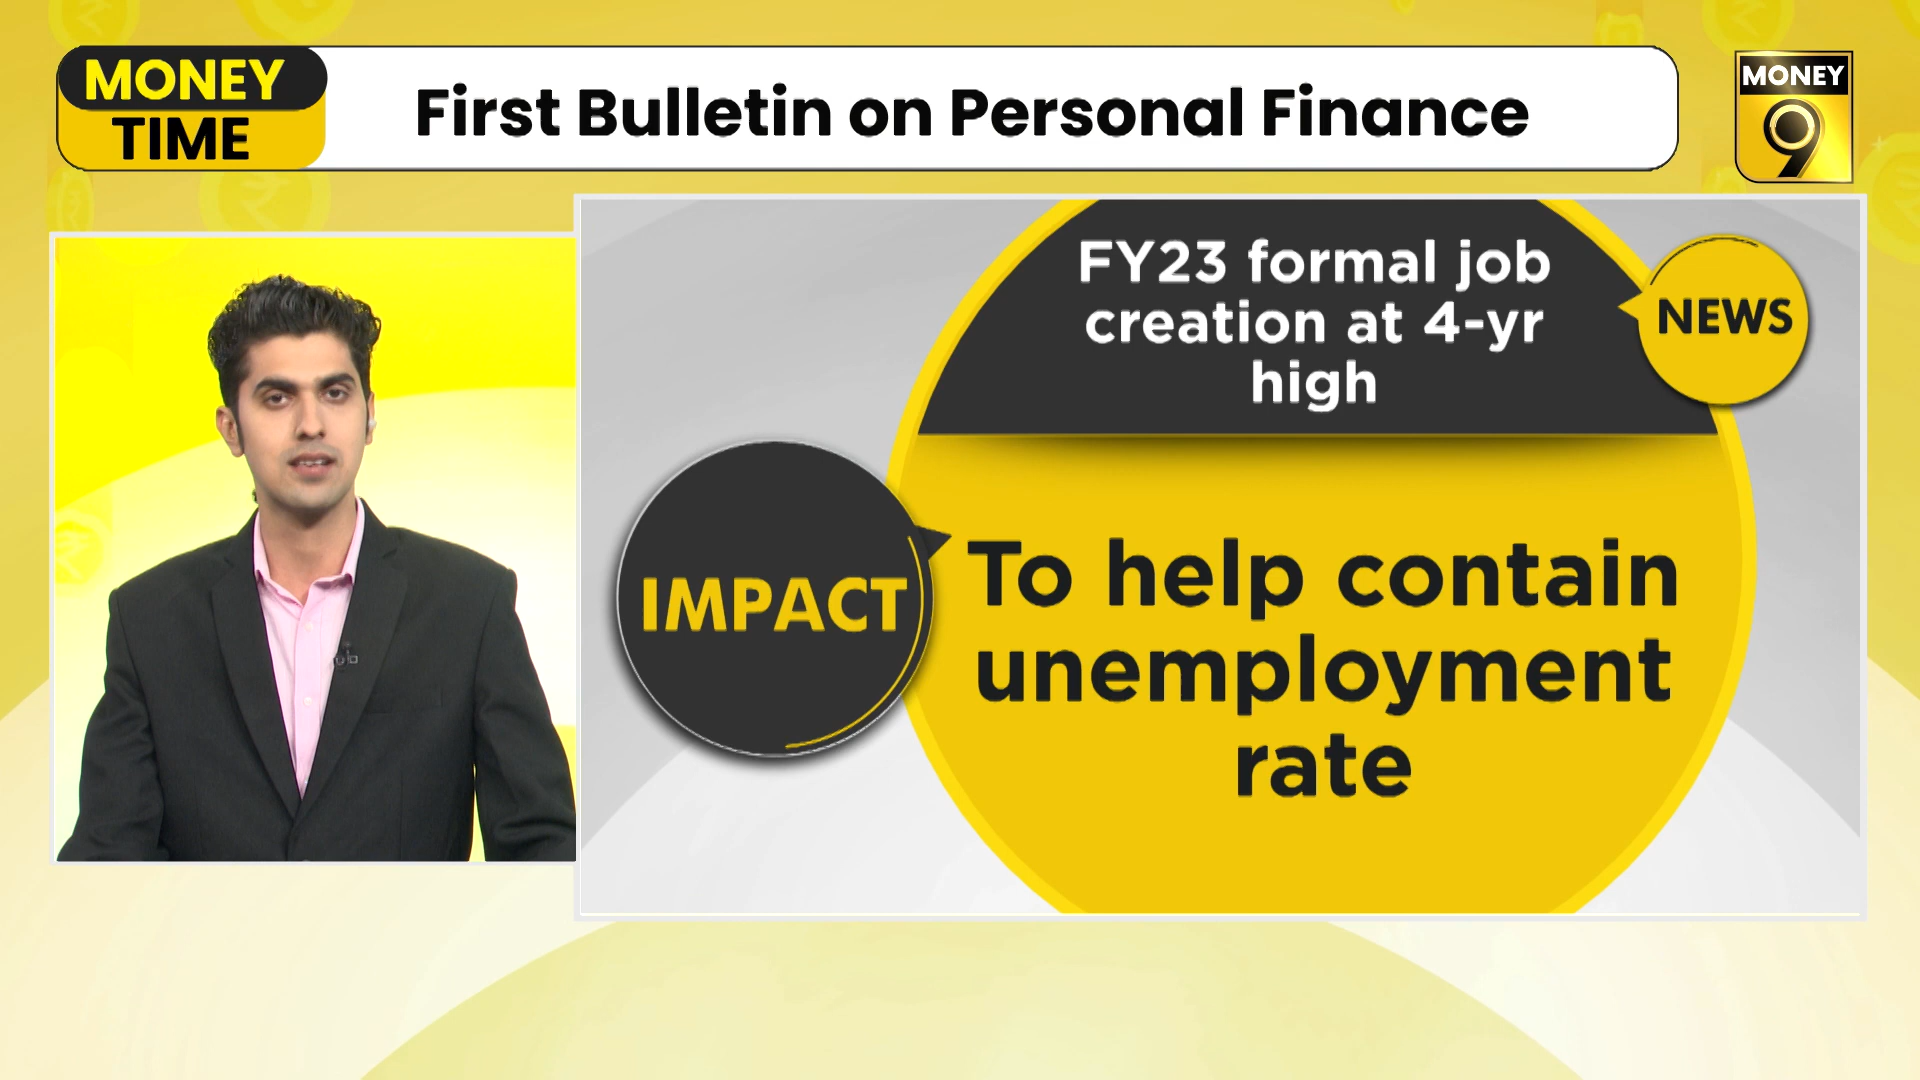 MONEY
TIME
First Bulletin on Personal Finance
MONEY
9
FY23 formal job
creation at 4-yr
high
NEWS
IMPACT
To help contain
unemployment
rate